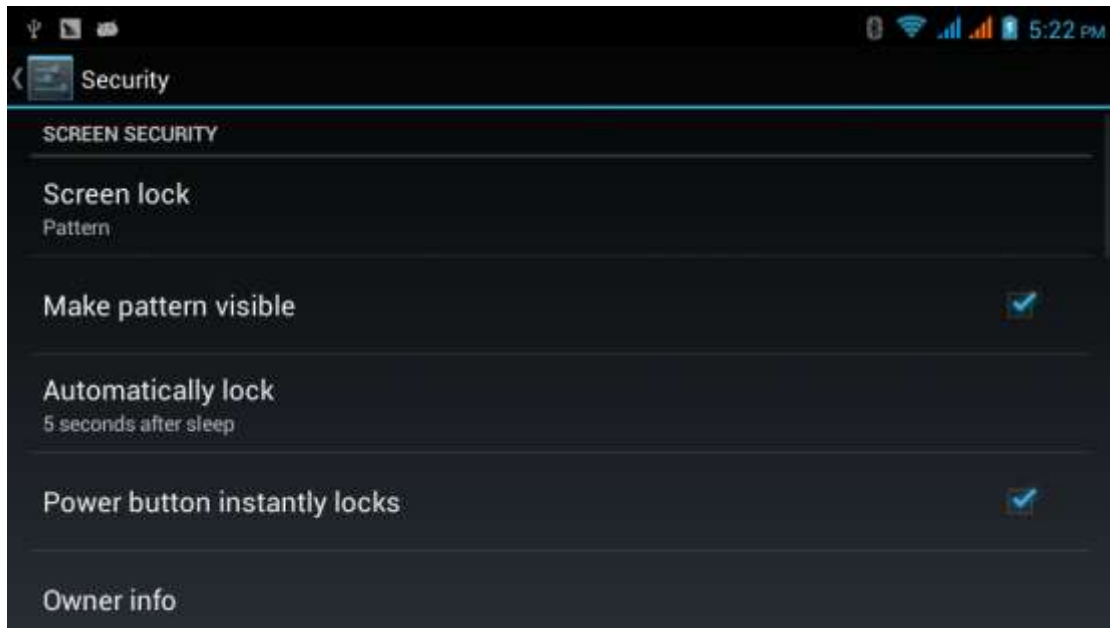 5:22 PM
Security
SCREEN SECURITY
Screen lock
Pattern
Make pattern visible
Automatically lock
5 seconds after sleep
Power button instantly locks
Owner info